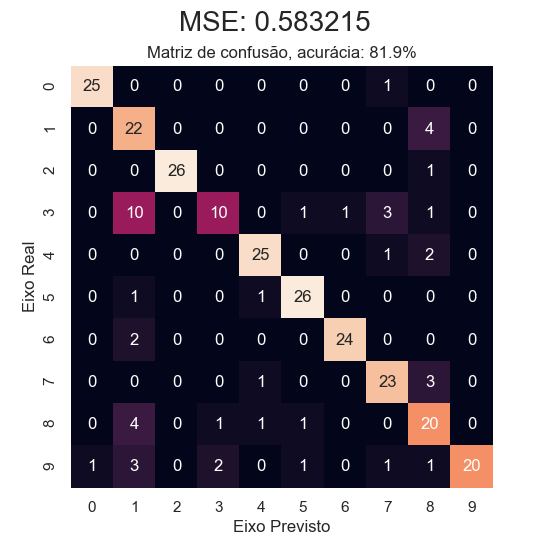 MSE: 0.583215
Matriz de confusão, acurácia: 81.9%
Eixo Real
0 25 0 0 0 0 0 0 1 0 0
1 0 22 0 0 0 0 0 0 4 0
2 0 0 26 0 0 0 0 0 1 0
3 0 10 0 10 0 1 1 3 1 0
4 0 0 0 0 25 0 0 1 2 0
5 0 1 0 0 1 26 0 0 0 0
6 0 2 0 0 0 0 24 0 0 0
7 0 0 0 0 1 0 0 23 3 0
8 0 4 0 1 1 1 0 0 20 0
9 1 3 0 2 0 1 0 1 1 20
0 1 2 3 4 5 6 7 8 9
Eixo Previsto